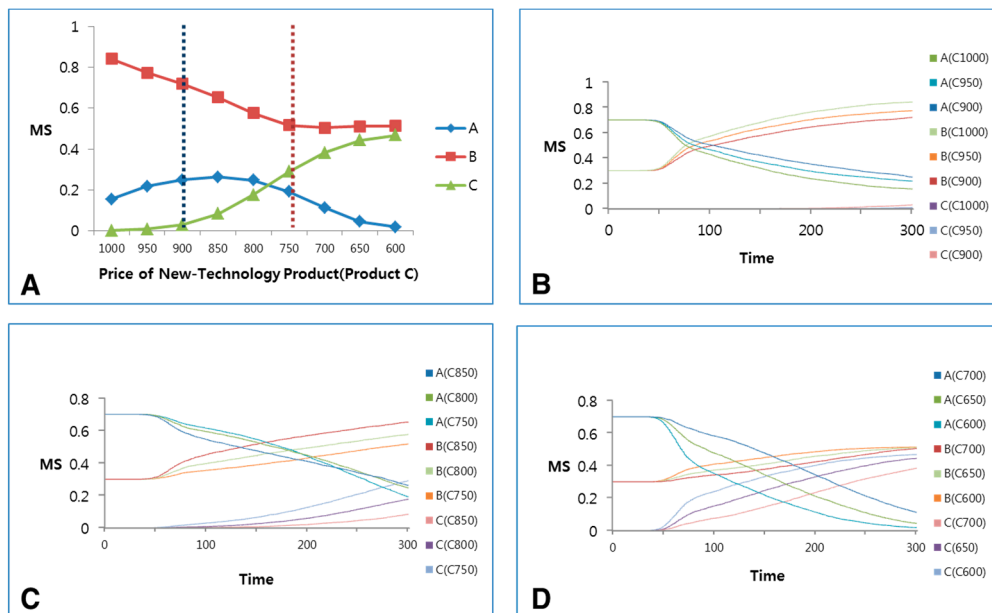 1
0.8
0.6
MS
0.4
0.2
0
1000 950 900 850 800 750 700 650 600
Price of New-Technology Product(Product C)
A
B
C
A
1
0.8
0.6
MS
0.4
0.2
0
0 100 200 300
Time
A(C1000)
A(C950)
A(C900)
B(C1000)
B(C950)
B(C900)
C(C1000)
C(C950)
C(C900)
B
0.8
0.6
MS
0.4
0.2
0
0 100 200 300
Time
A(C850)
A(C800)
A(C750)
B(C850)
B(C800)
B(C750)
C(C850)
C(C800)
C(C750)
C
0.8
0.6
MS
0.4
0.2
0
0 100 200 300
Time
A(C700)
A(C650)
A(C600)
B(C700)
B(C650)
B(C600)
C(C700)
C(650)
C(C600)
D